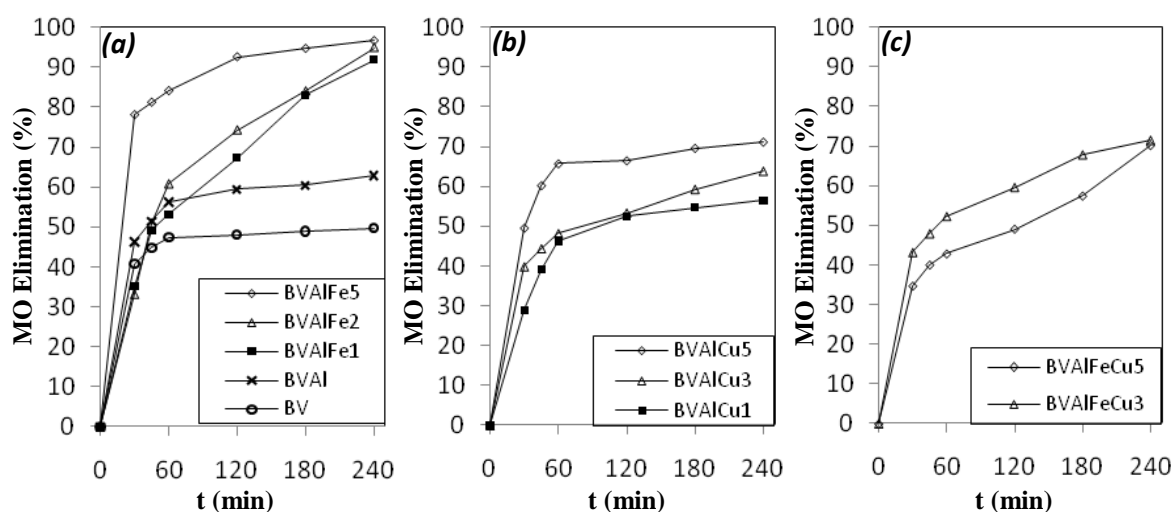 (a)
MO Elimination (%)
100
90
80
70
60
50
40
30
20
10
0
BVAlFe5
BVAlFe2
BVAlFe1
BVAl
BV
0 60 120 180 240
t (min)
(b)
MO Elimination (%)
100
90
80
70
60
50
40
30
20
10
0
BVAlCu5
BVAlCu3
BVAlCu1
0 60 120 180 240
t (min)
(c)
MO Elimination (%)
100
90
80
70
60
50
40
30
20
10
0
BVAlFeCu5
BVAlFeCu3
0 60 120 180 240
t (min)